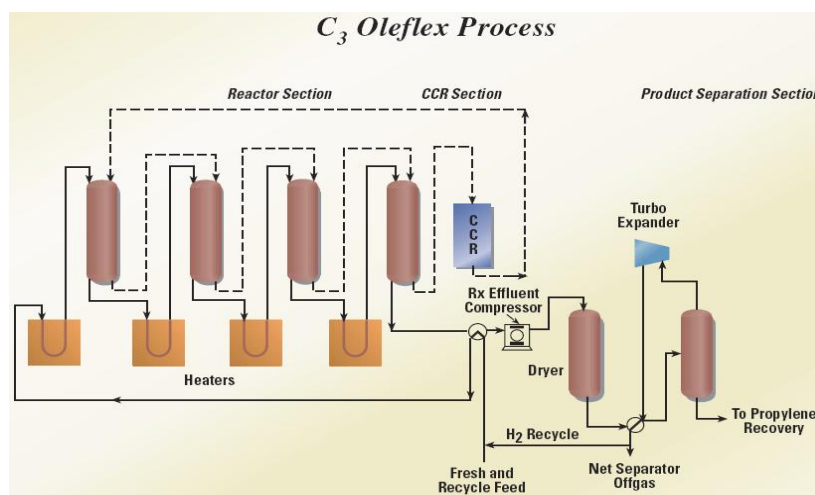 C3 Oleflex Process
Reactor Section
CCR Section
Product Separation Section
C
C
R
Turbo
Expander
Rx Effluent
Compressor
Dryer
Heaters
To Propylene
Recovery
H2 Recycle
Fresh and
Recycle Feed
Net Separator
Offgas